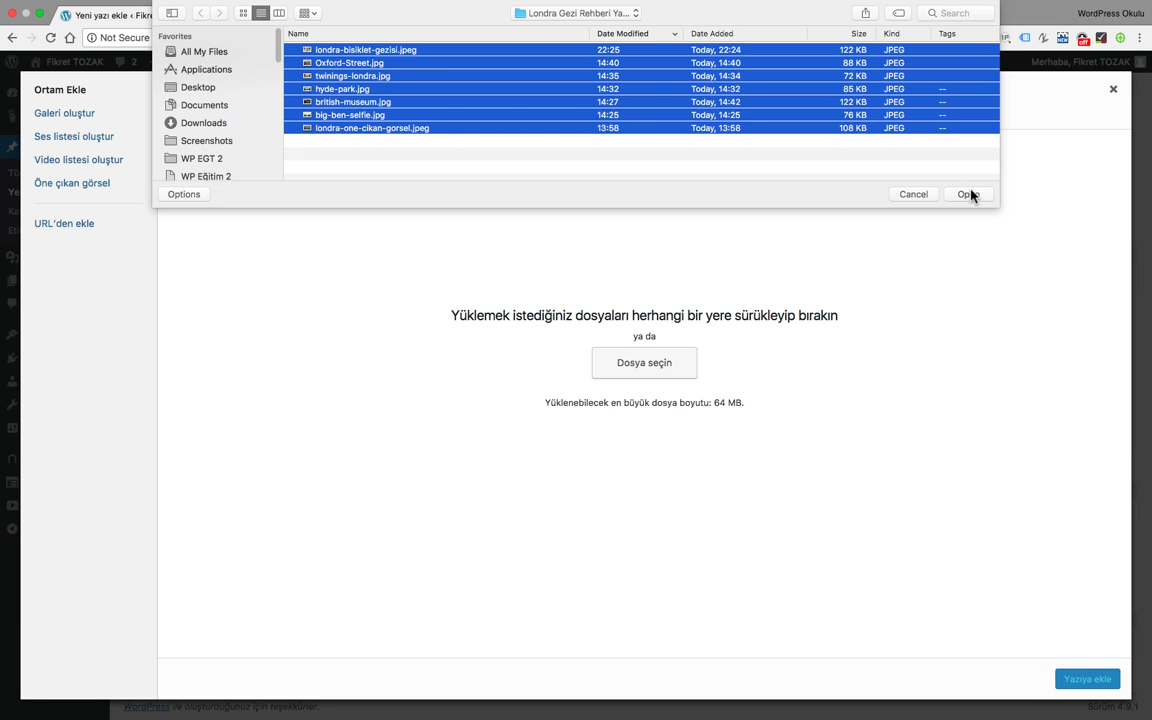 Yeni yazı ekle ‹ Fikre
Londra Gezi Rehberi Ya...
Search
WordPress Okulu
Not Secure
Fikret TOZAK
2
Merhaba, Fikret TOZAK
Favorites
All My Files
Applications
Desktop
Documents
Downloads
Screenshots
WP EGT 2
WP Eğitim 2
Name Date Modified Date Added Size Kind Tags
londra-bisiklet-gezisi.jpeg 22:25 Today, 22:24 122 KB JPEG
Oxford-Street.jpg 14:40 Today, 14:40 88 KB JPEG
twinings-londra.jpg 14:35 Today, 14:34 72 KB JPEG
hyde-park.jpg 14:32 Today, 14:32 85 KB JPEG --
british-museum.jpg 14:27 Today, 14:42 122 KB JPEG --
big-ben-selfie.jpg 14:25 Today, 14:25 76 KB JPEG --
londra-one-cikan-gorsel.jpeg 13:58 Today, 13:58 108 KB JPEG --
Options
Cancel
Open
Ortam Ekle
Galeri oluştur
Ses listesi oluştur
Video listesi oluştur
Öne çıkan görsel
URL'den ekle
Yüklemek istediğiniz dosyaları herhangi bir yere sürükleyip bırakın
ya da
Dosya seçin
Yüklenebilecek en büyük dosya boyutu: 64 MB.
Yazıya ekle
WordPress ile oluşturduğunuz için teşekkürler.
Sürüm 4.9.1